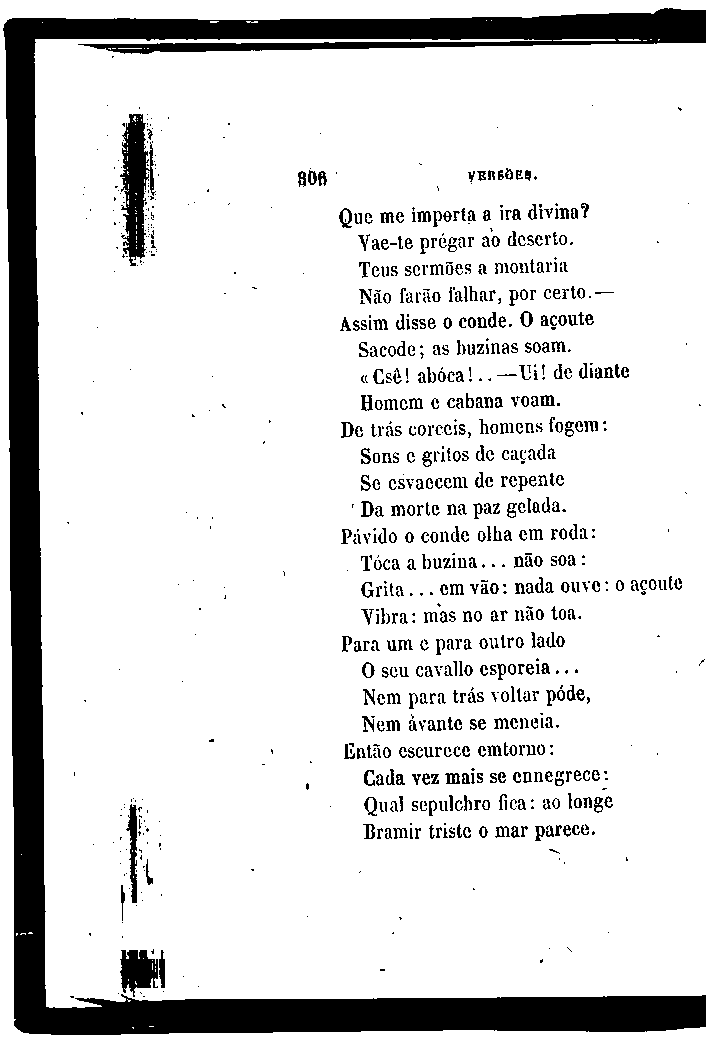 306 VERSÕES.
Que me importa a ira divina?
Vae-te prégar ao deserto.
Teus sermões a montaria
Não farão falhar, por certo.—
Assim disse o conde. O açoute
Sacode; as buzinas soam.
«Csê! abóca!..—Ui! de diante
Homem e cabana voam.
De trás corceis, homens fogem:
Sons e gritos de caçada
Se esvaecem de repente
Da morte na paz gelada.
Pávido o conde olha em roda:
Tóca a buzina... não soa:
Grita... em vão: nada ouve: o açoute
Vibra: mas no ar não toa.
Para um e para outro lado
O seu cavallo esporeia...
Nem para trás voltar póde,
Nem ávante se meneia.
Então escurece emtorno:
Cada vez mais se ennegrece:
Qual sepulchro fica: ao longe
Bramir triste o mar parece.